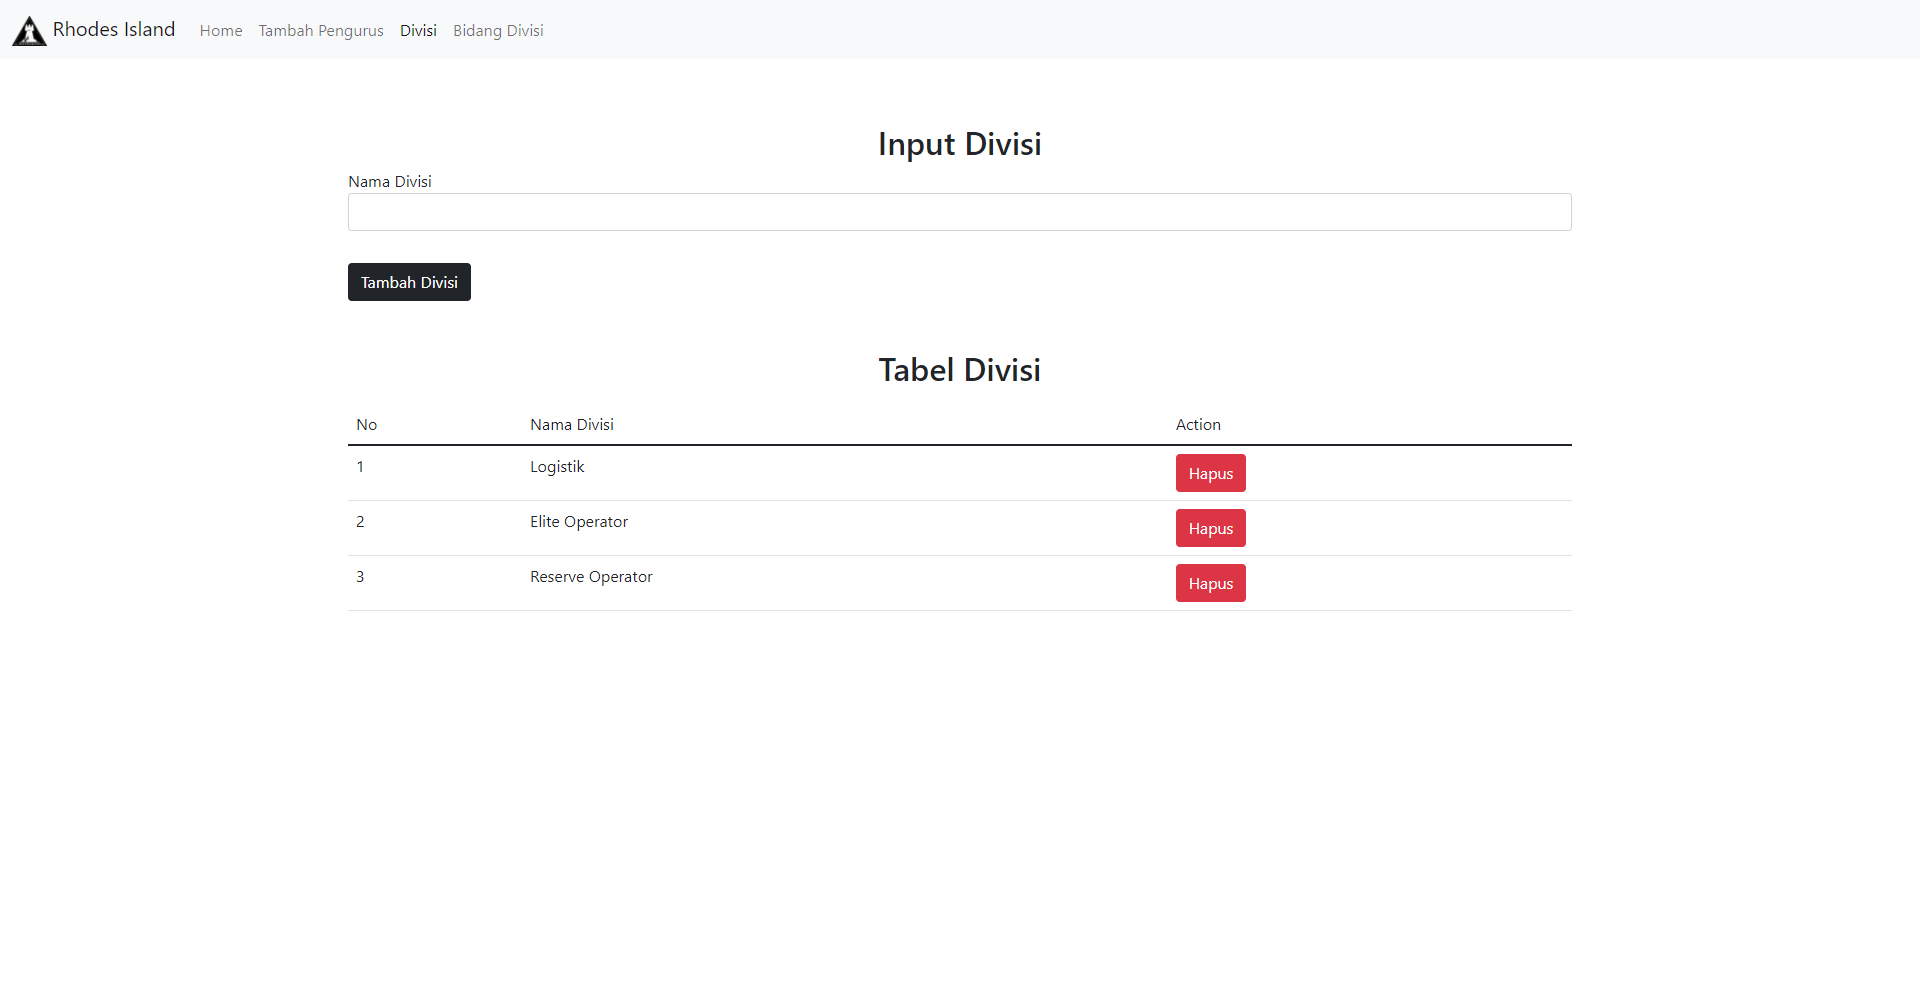 Rhodes Island Home Tambah Pengurus Divisi Bidang Divisi
Input Divisi
Nama Divisi
Tambah Divisi
Tabel Divisi
No Nama Divisi Action
1 Logistik Hapus
2 Elite Operator Hapus
3 Reserve Operator Hapus